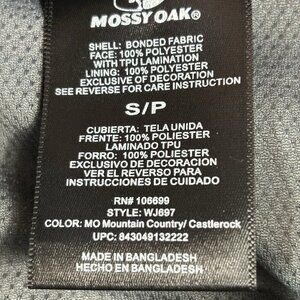 MOSSY OAK®
SHELL: BONDED FABRIC
FACE: 100% POLYESTER
WITH TPU LAMINATION
LINING: 100% POLYESTER
EXCLUSIVE OF DECORATION
SEE REVERSE FOR CARE INSTRUCTION
S/P
CUBIERTA: TELA UNIDA
FRENTE: 100% POLIESTER
LAMINADO TPU
FORRO: 100% POLIESTER
EXCLUSIVO DE DECORACION
VER EL REVERSO PARA
INSTRUCCIONES DE CUIDADO
RN# 106699
STYLE: WJ697
COLOR: MO Mountain Country/ Castlerock
UPC: 843049132222
MADE IN BANGLADESH
HECHO EN BANGLADESH